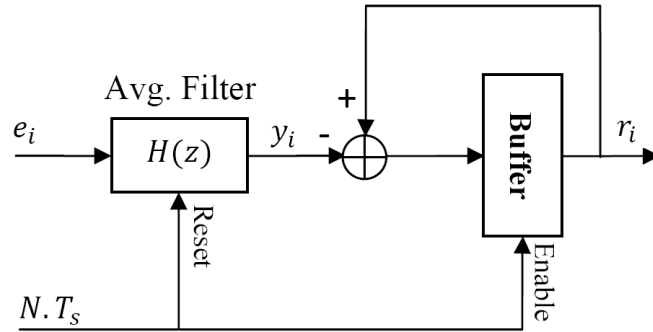 Avg. Filter
e_i
H(z)
y_i
-
+
Buffer
r_i
Reset
Enable
N.T_s